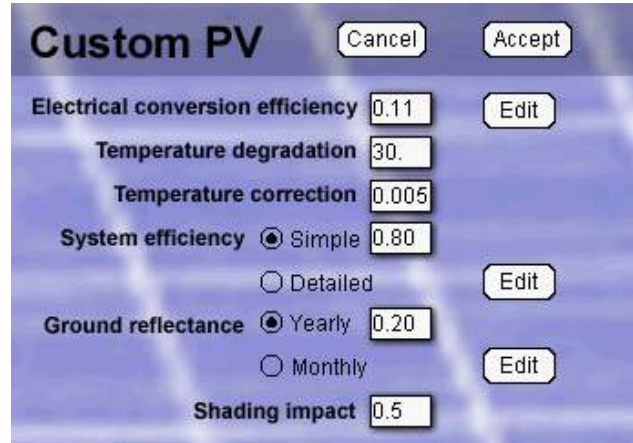 Custom PV Cancel Accept
Electrical conversion efficiency 0.11 Edit
Temperature degradation 30.
Temperature correction 0.005
System efficiency Simple 0.80
Detailed Edit
Ground reflectance Yearly 0.20
Monthly Edit
Shading impact 0.5